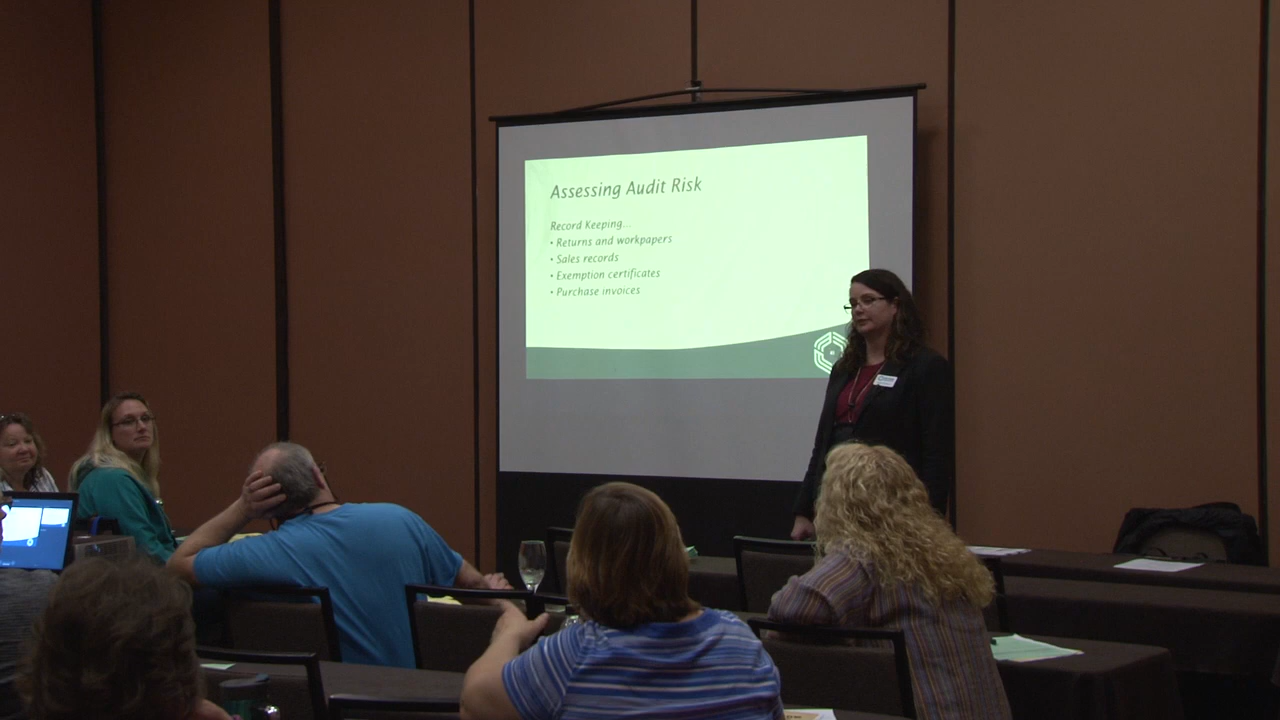 Assessing Audit Risk
Record Keeping...
• Returns and workpapers
• Sales records
• Exemption certificates
• Purchase invoices